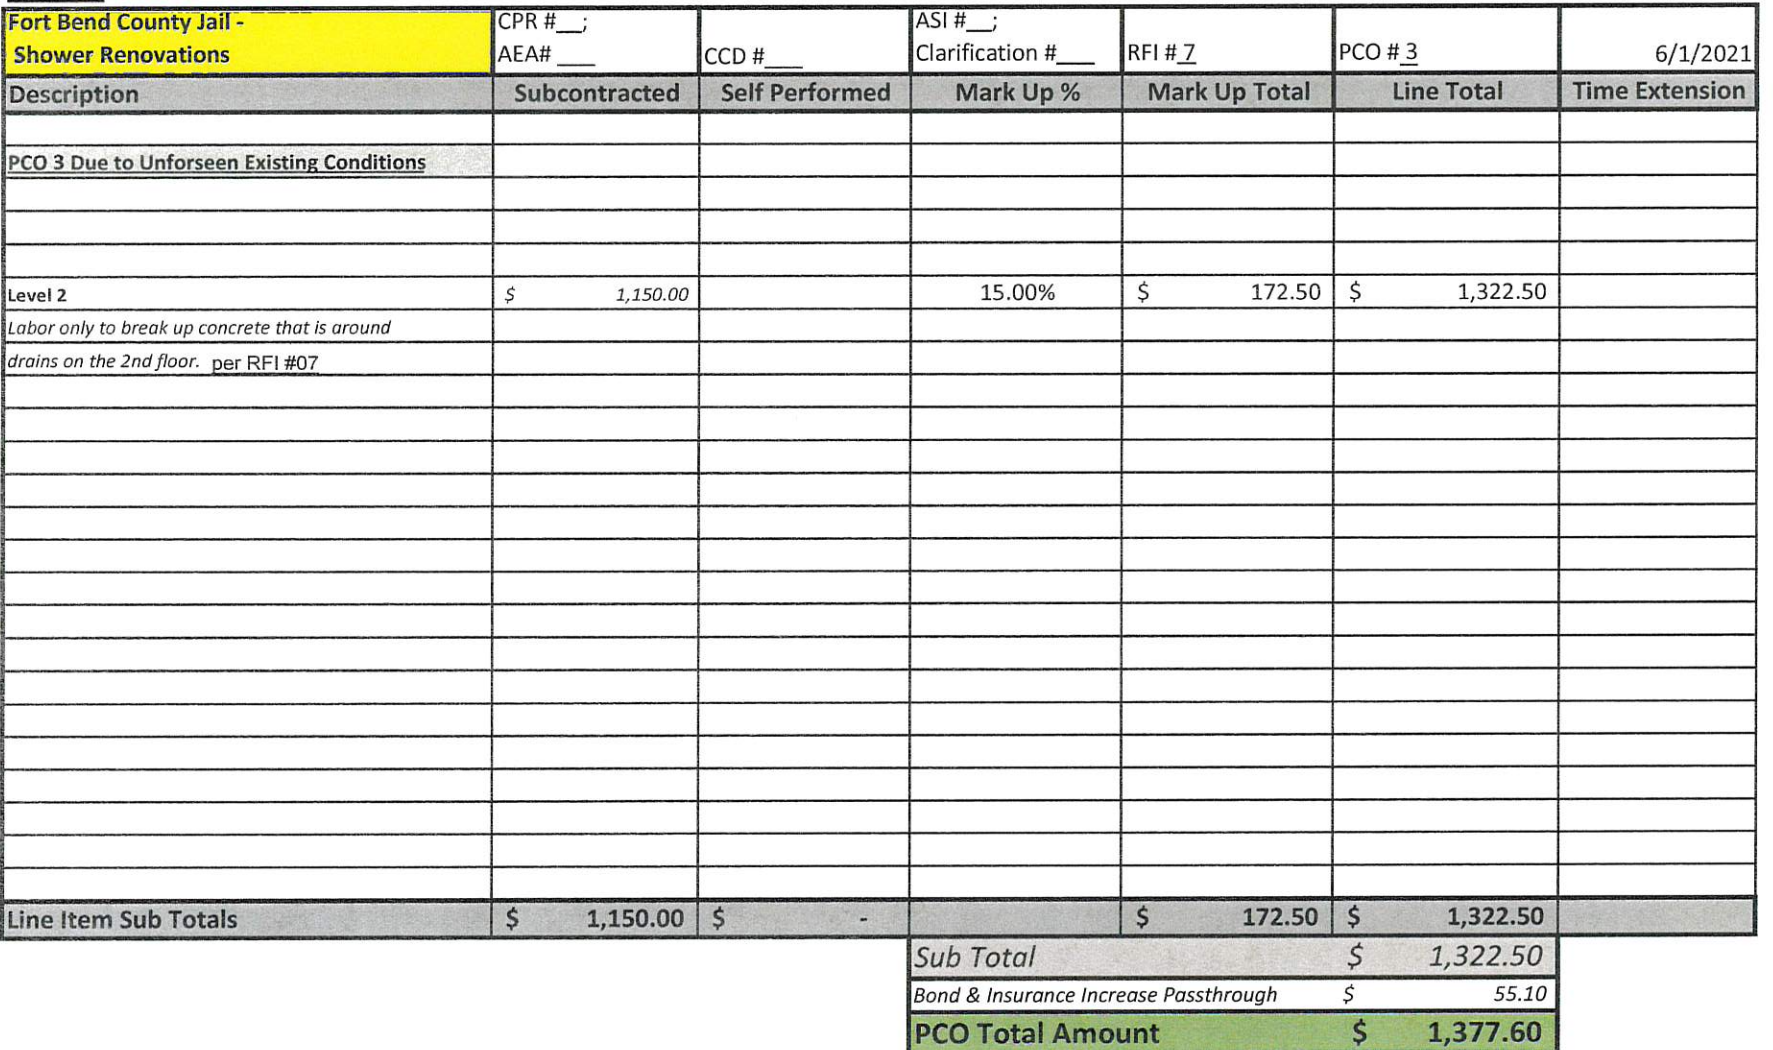 Fort Bend County Jail -
Shower Renovations
CPR #__;
AEA# ___
CCD #___
ASI #__;
Clarification #___
RFI # 7
PCO # 3
6/1/2021
Description Subcontracted Self Performed Mark Up % Mark Up Total Line Total Time Extension
PCO 3 Due to Unforseen Existing Conditions
Level 2 $ 1,150.00 15.00% $ 172.50 $ 1,322.50
Labor only to break up concrete that is around
drains on the 2nd floor. per RFI #07
Line Item Sub Totals $ 1,150.00 $ - $ 172.50 $ 1,322.50
Sub Total $ 1,322.50
Bond & Insurance Increase Passthrough $ 55.10
PCO Total Amount $ 1,377.60